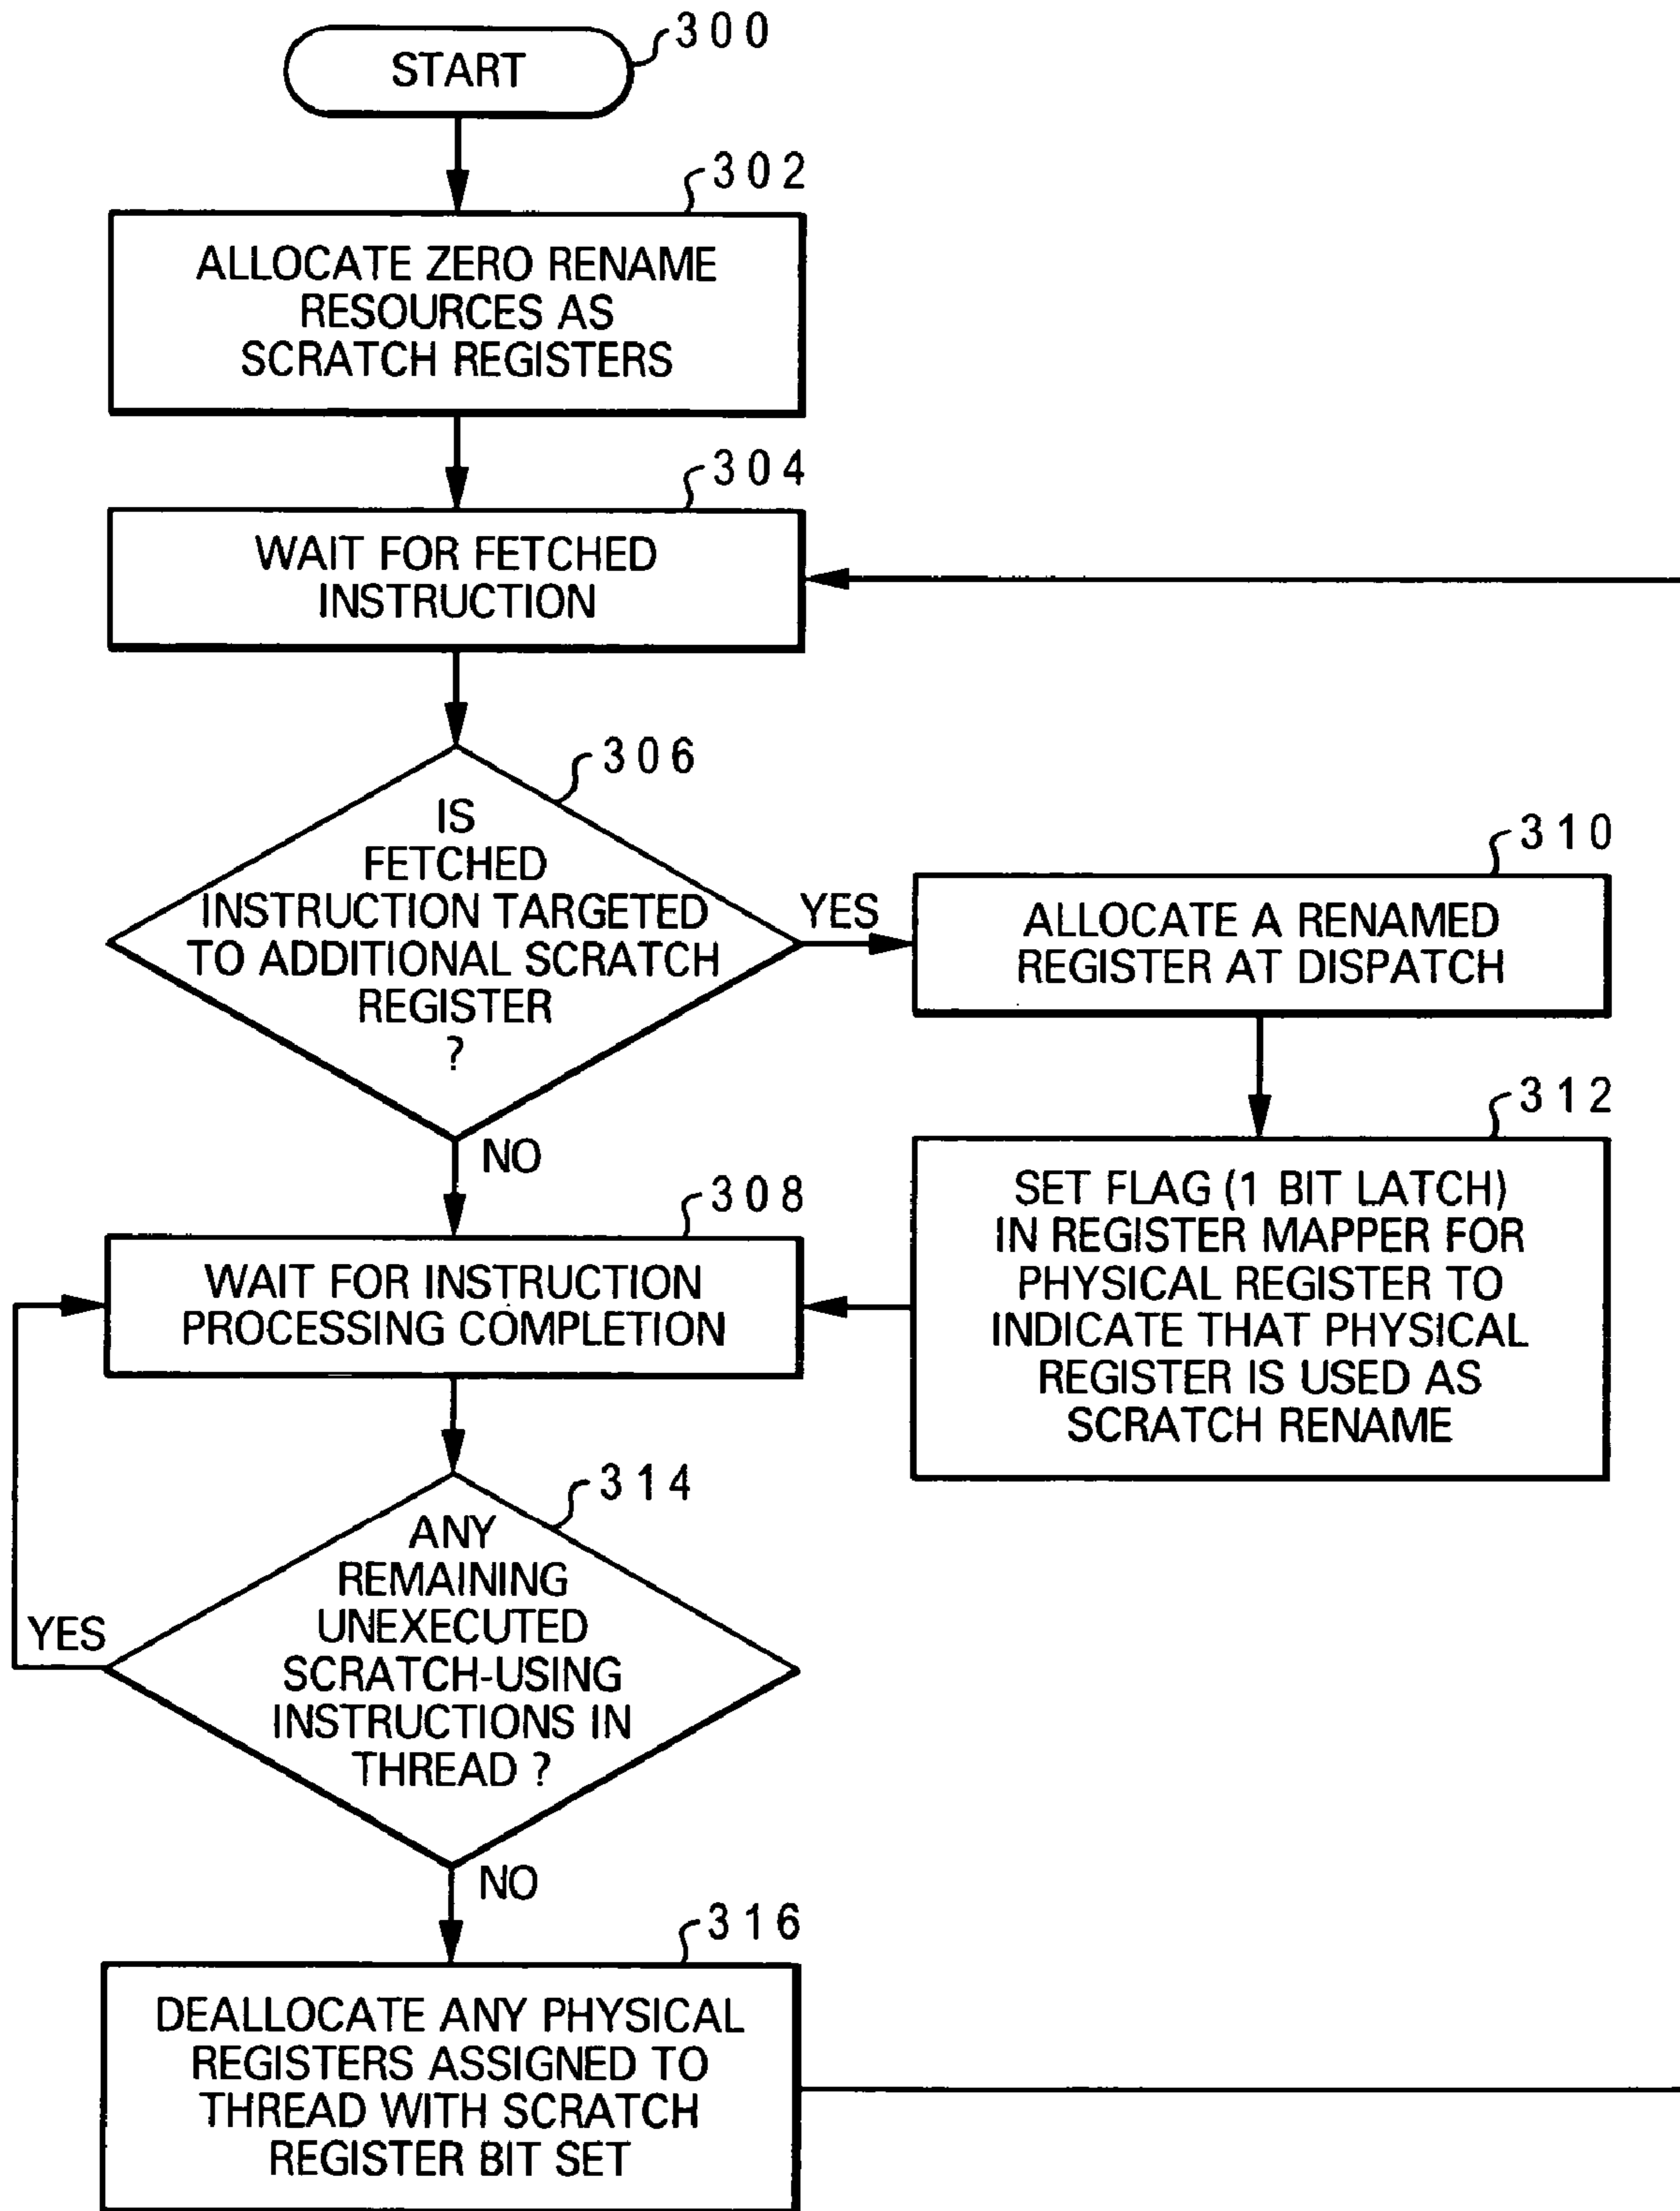 300
START
302
ALLOCATE ZERO RENAME
RESOURCES AS
SCRATCH REGISTERS
304
WAIT FOR FETCHED
INSTRUCTION
306
IS
FETCHED
INSTRUCTION TARGETED
TO ADDITIONAL SCRATCH
REGISTER
?
YES
310
ALLOCATE A RENAMED
REGISTER AT DISPATCH
NO
312
SET FLAG (1 BIT LATCH)
IN REGISTER MAPPER FOR
PHYSICAL REGISTER TO
INDICATE THAT PHYSICAL
REGISTER IS USED AS
SCRATCH RENAME
308
WAIT FOR INSTRUCTION
PROCESSING COMPLETION
314
ANY
REMAINING
UNEXECUTED
SCRATCH-USING
INSTRUCTIONS IN
THREAD ?
YES
NO
316
DEALLOCATE ANY PHYSICAL
REGISTERS ASSIGNED TO
THREAD WITH SCRATCH
REGISTER BIT SET